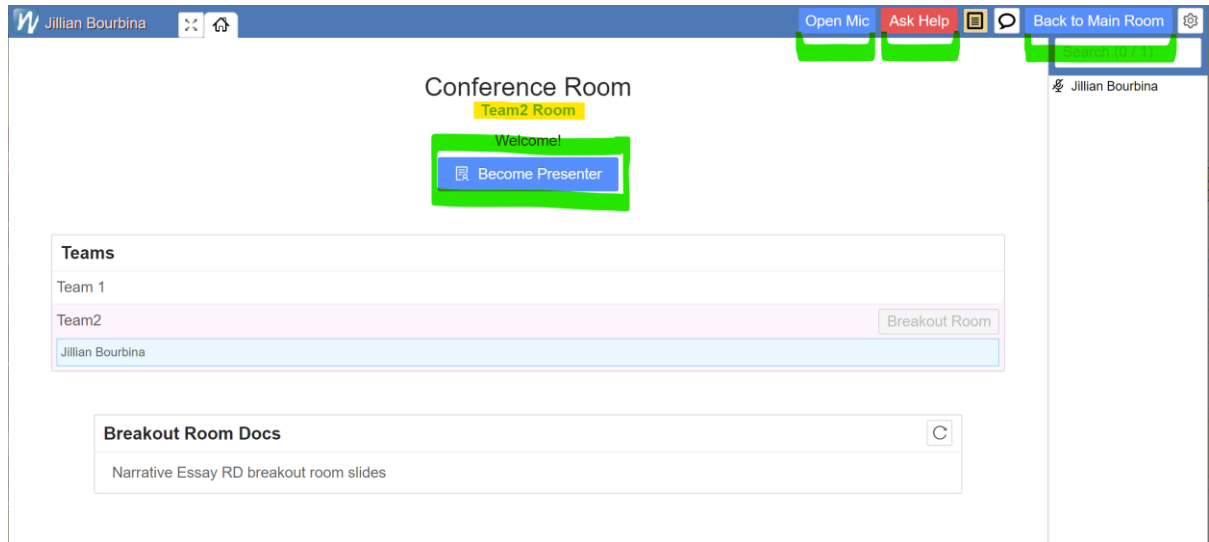 W Jillian Bourbina Open Mic Ask Help Back to Main Room
Search (0 / 1)
Jillian Bourbina
Conference Room
Team2 Room
Welcome!
Become Presenter
Teams
Team 1
Team2 Breakout Room
Jillian Bourbina
Breakout Room Docs
Narrative Essay RD breakout room slides